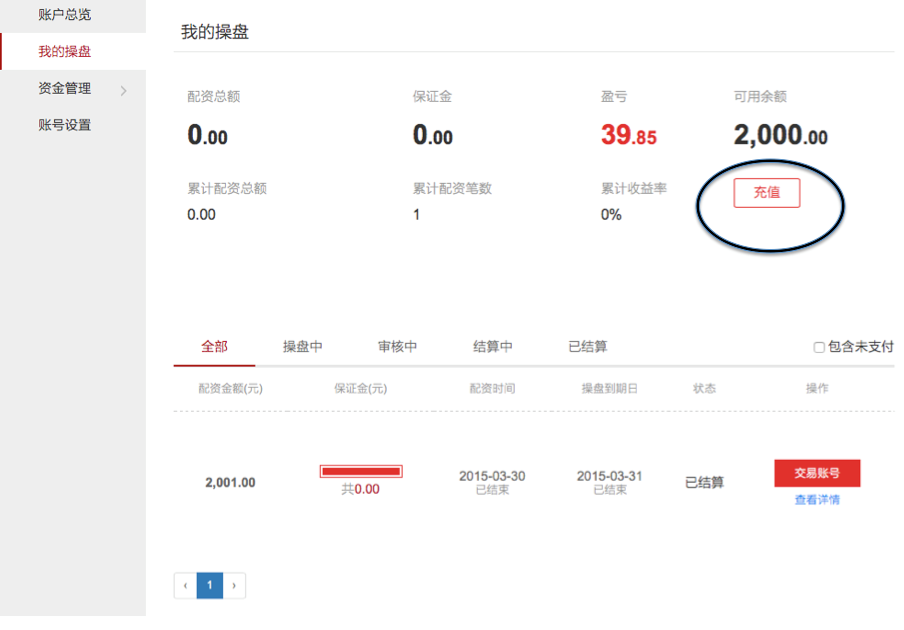 账户总览
我的操盘
资金管理
账号设置
我的操盘
配资总额 保证金 盈亏 可用余额
0.00 0.00 39.85 2,000.00
累计配资总额 累计配资笔数 累计收益率 充值
0.00 1 0%
全部 操盘中 审核中 结算中 已结算 包含未支付
配资金额(元) 保证金(元) 配资时间 操盘到期日 状态 操作
2,001.00 共0.00 2015-03-30 2015-03-31 已结算 交易账号
已结束 已结束 查看详情
‹ 1 ›